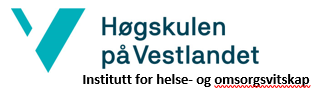 Høgskulen
påVestlandet
Institutt for helse- og omsorgsvitskap